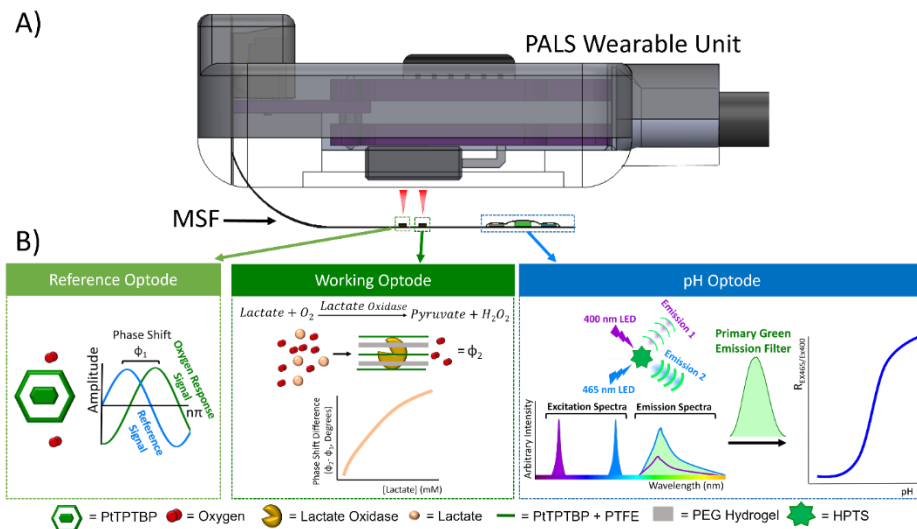 A)
PALS Wearable Unit
MSF
B)
Reference Optode
Phase Shift
ϕ1
Amplitude
Oxygen Response
Signal
nπ
Reference
Signal
Working Optode
Lactate + O2 Lactate Oxidase Pyruvate + H2O2
= ϕ2
Phase Shift Difference
(ϕ2- ϕ1, Degrees)
[Lactate] (mM)
pH Optode
400 nm LED
Emission 1
Emission 2
465 nm LED
Primary Green
Emission Filter
Excitation Spectra
Emission Spectra
Arbitrary Intensity
Wavelength (nm)
REX465/Ex400
pH
= PtTPTBP
= Oxygen
= Lactate Oxidase
= Lactate
= PtTPTBP + PTFE
= PEG Hydrogel
= HPTS